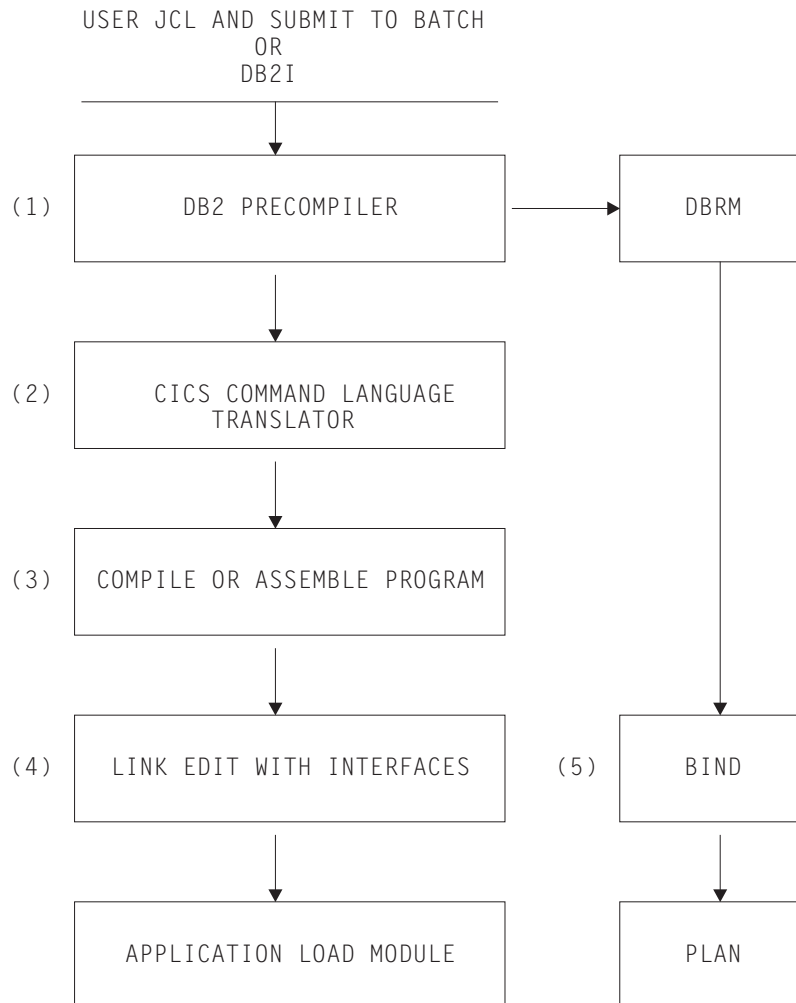 USER JCL AND SUBMIT TO BATCH
OR
DB2I
(1)
DB2 PRECOMPILER
DBRM
(2)
CICS COMMAND LANGUAGE
TRANSLATOR
(3)
COMPILE OR ASSEMBLE PROGRAM
(4)
LINK EDIT WITH INTERFACES
(5)
BIND
APPLICATION LOAD MODULE
PLAN